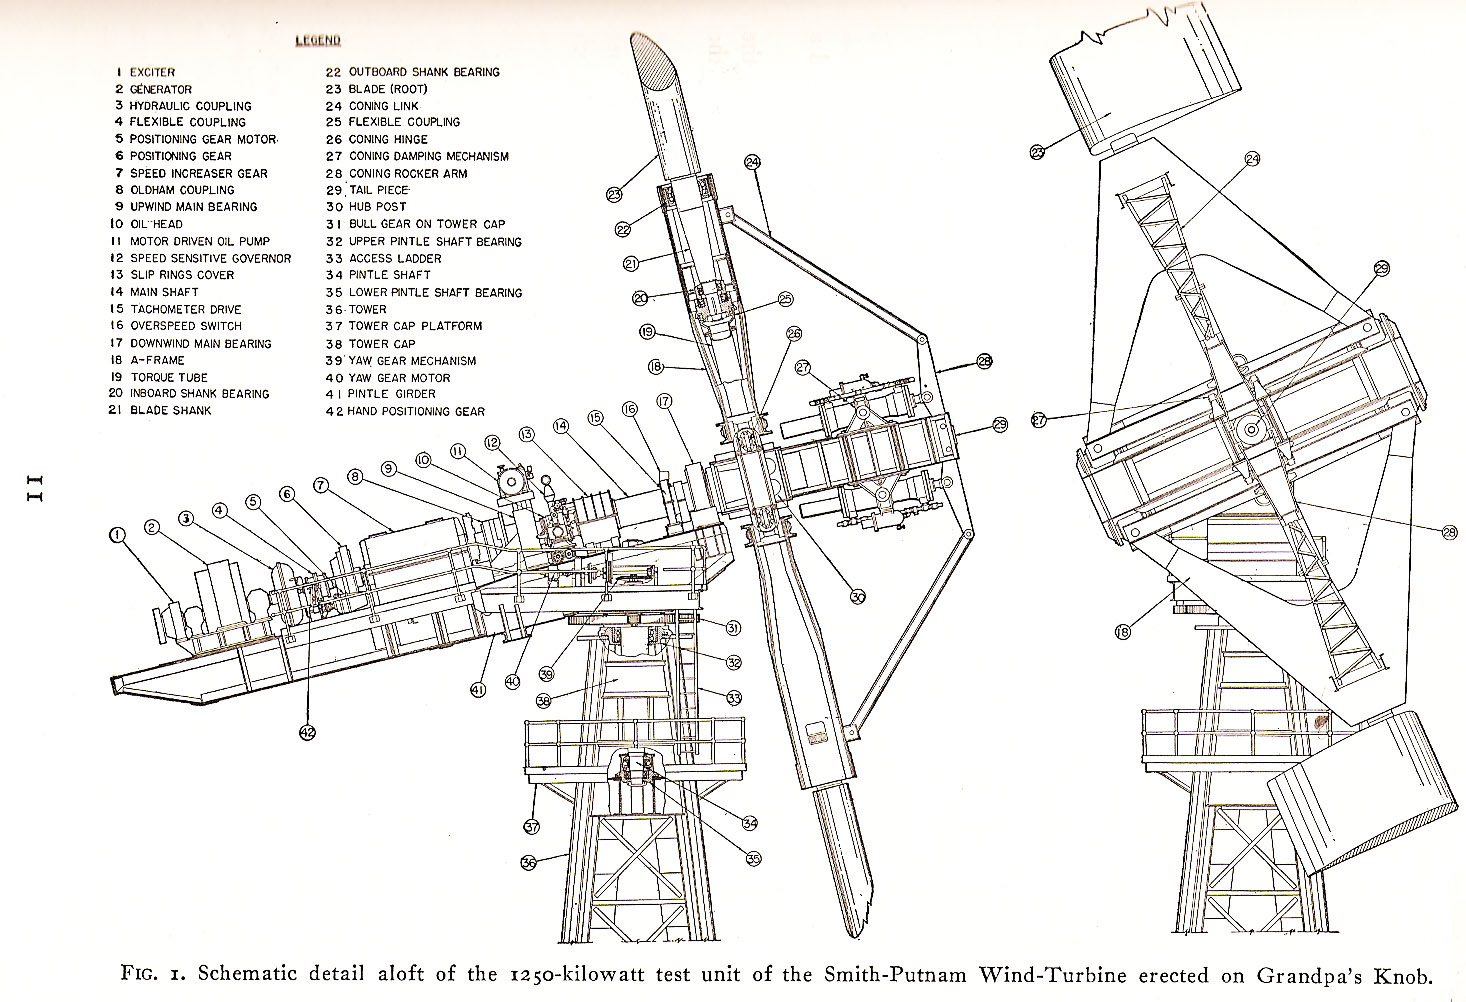 LEGEND
1 EXCITER
2 GENERATOR
3 HYDRAULIC COUPLING
4 FLEXIBLE COUPLING
5 POSITIONING GEAR MOTOR
6 POSITIONING GEAR
7 SPEED INCREASER GEAR
8 OLDHAM COUPLING
9 UPWIND MAIN BEARING
10 OIL HEAD
11 MOTOR DRIVEN OIL PUMP
12 SPEED SENSITIVE GOVERNOR
13 SLIP RINGS COVER
14 MAIN SHAFT
15 TACHOMETER DRIVE
16 OVERSPEED SWITCH
17 DOWNWIND MAIN BEARING
18 A-FRAME
19 TORQUE TUBE
20 INBOARD SHANK BEARING
21 BLADE SHANK
22 OUTBOARD SHANK BEARING
23 BLADE (ROOT)
24 CONING LINK
25 FLEXIBLE COUPLING
26 CONING HINGE
27 CONING DAMPING MECHANISM
28 CONING ROCKER ARM
29 TAIL PIECE
30 HUB POST
31 BULL GEAR ON TOWER CAP
32 UPPER PINTLE SHAFT BEARING
33 ACCESS LADDER
34 PINTLE SHAFT
35 LOWER PINTLE SHAFT BEARING
36 TOWER
37 TOWER CAP PLATFORM
38 TOWER CAP
39 YAW GEAR MECHANISM
40 YAW GEAR MOTOR
41 PINTLE GIRDER
42 HAND POSITIONING GEAR
1
2
3
4
5
6
7
8
9
10
11
12
13
14
15
16
17
18
19
20
21
22
23
24
25
26
27
28
29
30
31
32
33
34
35
36
37
38
39
40
41
42
23
24
29
27
28
18
11
FIG. 1. Schematic detail aloft of the 1250-kilowatt test unit of the Smith-Putnam Wind-Turbine erected on Grandpa's Knob.